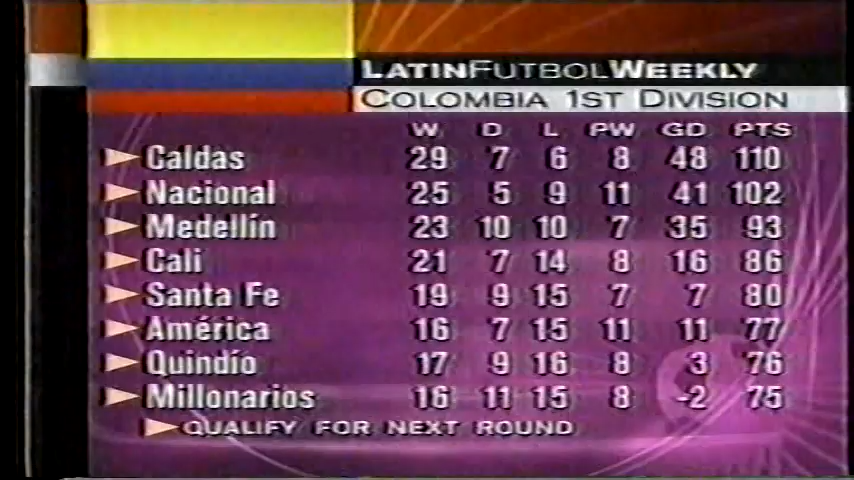 LATINFUTBOLWEEKLY
COLOMBIA 1ST DIVISION
W D L PW GD PTS
Caldas 29 7 6 8 48 110
Nacional 25 5 9 11 41 102
Medellín 23 10 10 7 35 93
Cali 21 7 14 8 16 86
Santa Fe 19 9 15 7 7 80
América 16 7 15 11 11 77
Quindío 17 9 16 8 3 76
Millonarios 16 11 15 8 -2 75
QUALIFY FOR NEXT ROUND